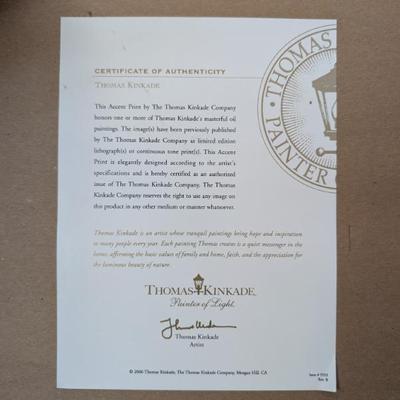 CERTIFICATE OF AUTHENTICITY
THOMAS KINKADE
This Accent Print by The Thomas Kinkade Company
honors one or more of Thomas Kinkade's masterful oil
paintings. The image(s) have been previously published
by The Thomas Kinkade Company as limited edition
lithograph(s) or continuous tone print(s). This Accent
Print is elegantly designed according to the artist's
specifications and is hereby certified as an authorized
issue of The Thomas Kinkade Company. The Thomas
Kinkade Company reserves the right to use any image on
this product in any other medium or manner whatsoever.
Thomas Kinkade is an artist whose tranquil paintings bring hope and inspiration
to many people every year. Each painting Thomas creates is a quiet messenger in the
home, affirming the basic values of family and home, faith, and the appreciation for
the luminous beauty of nature.
THOMAS KINKADE
Painter of Light
Thomas Kinkade
Artist
© 2006 Thomas Kinkade, The Thomas Kinkade Company, Morgan Hill, CA
Rev. B
THOMAS
PAINTER